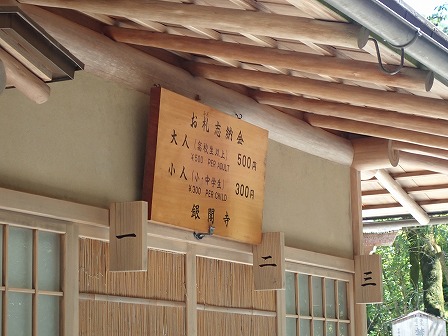 お札志納金
大人(高校生以上) 500円
¥500 PER ADULT
小人(小・中学生) 300円
¥300 PER CHILD
銀閣寺
一
二
三